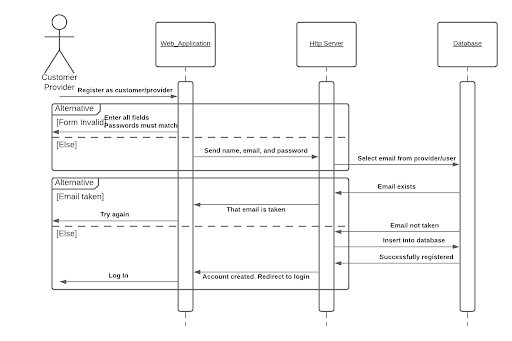 Web_Application
Http Server
Database
Customer
Provider
Register as customer/provider
Alternative
[Form Invalid]
Enter all fields
Passwords must match
[Else]
Send name, email, and password
Select email from provider/user
Alternative
Email exists
[Email taken]
That email is taken
Try again
Email not taken
[Else]
Insert into database
Successfully registered
Log In
Account created. Redirect to login